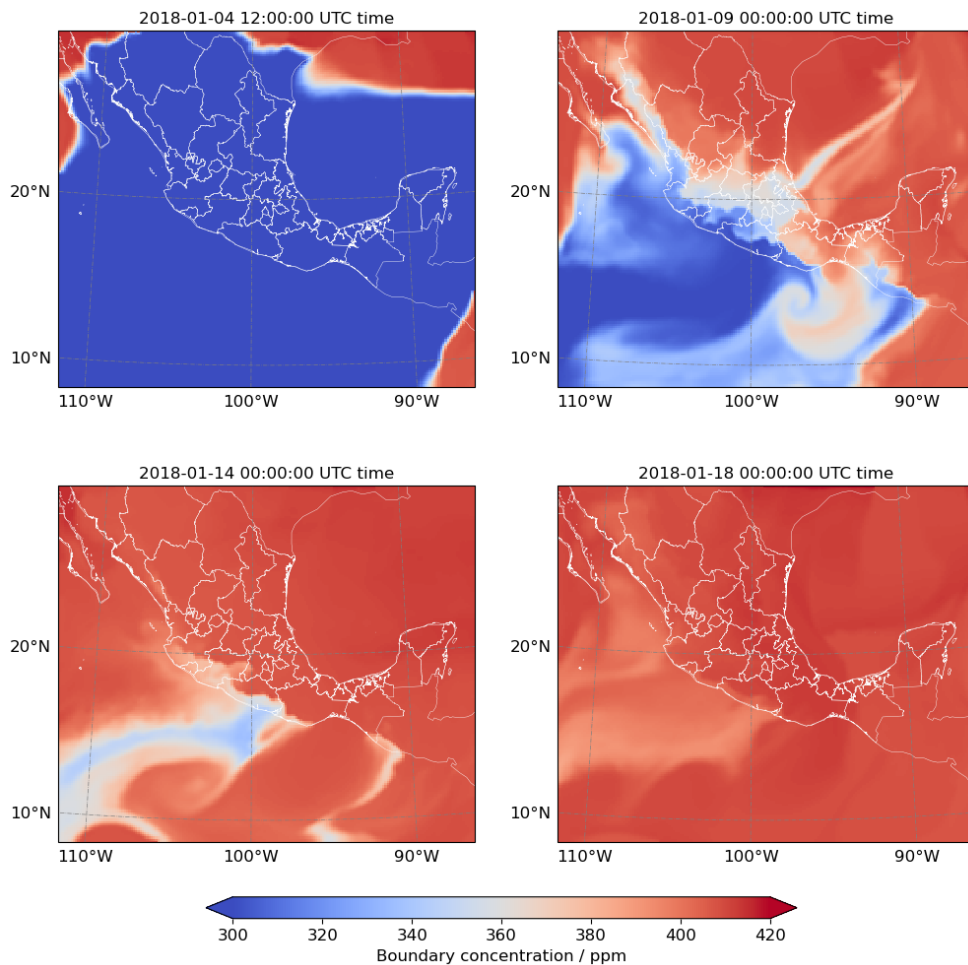 2018-01-04 12:00:00 UTC time
2018-01-09 00:00:00 UTC time
20°N
10°N
110°W
100°W
90°W
20°N
10°N
110°W
100°W
90°W
2018-01-14 00:00:00 UTC time
2018-01-18 00:00:00 UTC time
20°N
10°N
110°W
100°W
90°W
20°N
10°N
110°W
100°W
90°W
300
320
340
360
380
400
420
Boundary concentration / ppm